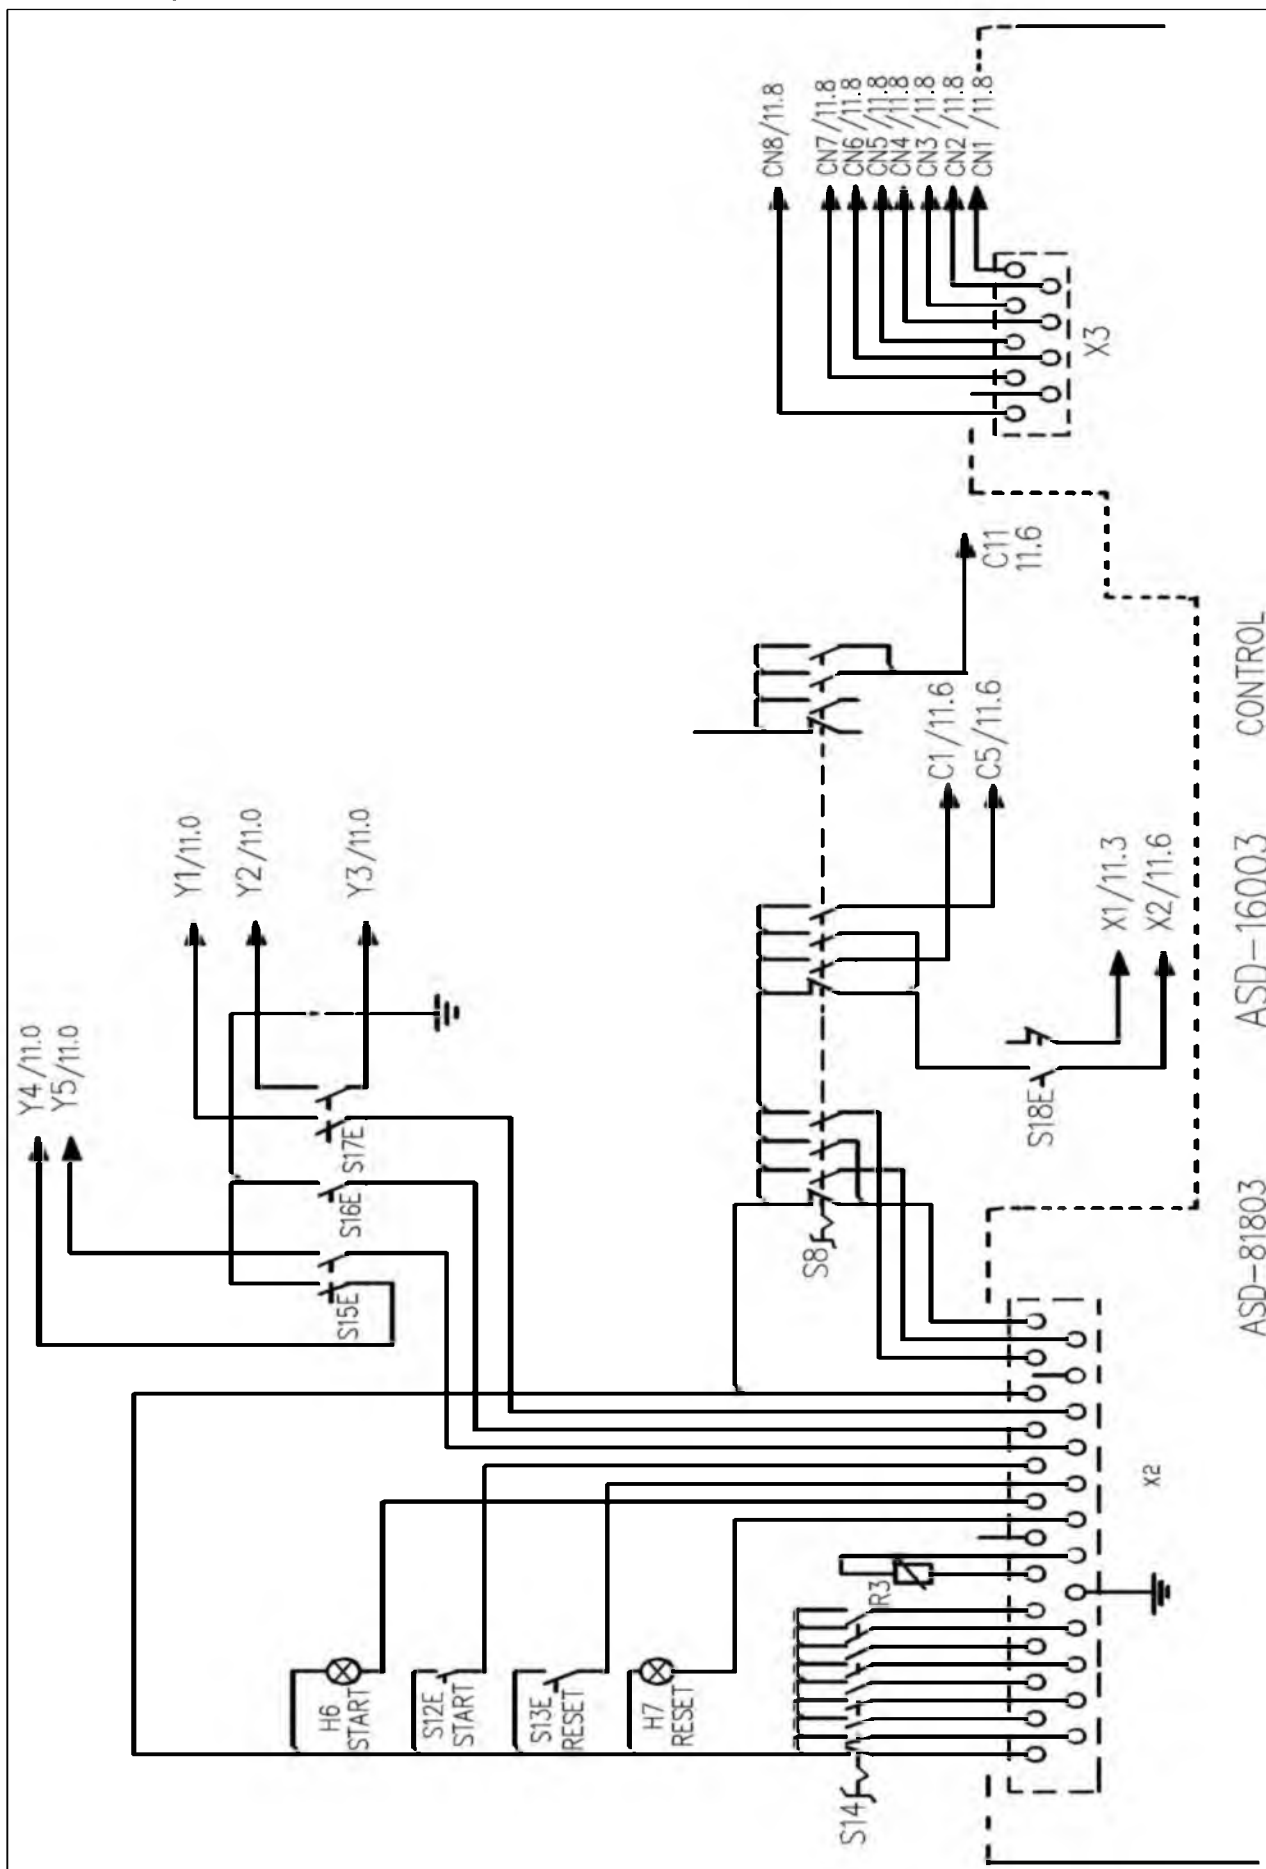 Y4/11.0
Y5/11.0
Y1/11.0
Y2/11.0
Y3/11.0
S15E
S16E
S17E
CN8/11.8
CN7/11.8
CN6/11.8
CN5/11.8
CN4/11.8
CN3/11.8
CN2/11.8
CN1/11.8
X3
C11
11.6
C1/11.6
C5/11.6
S8
S18E
X1/11.3
X2/11.6
H6
START
S12E
START
S13E
RESET
H7
RESET
S14
R3
X2
ASD-81803
ASD-16003
CONTROL